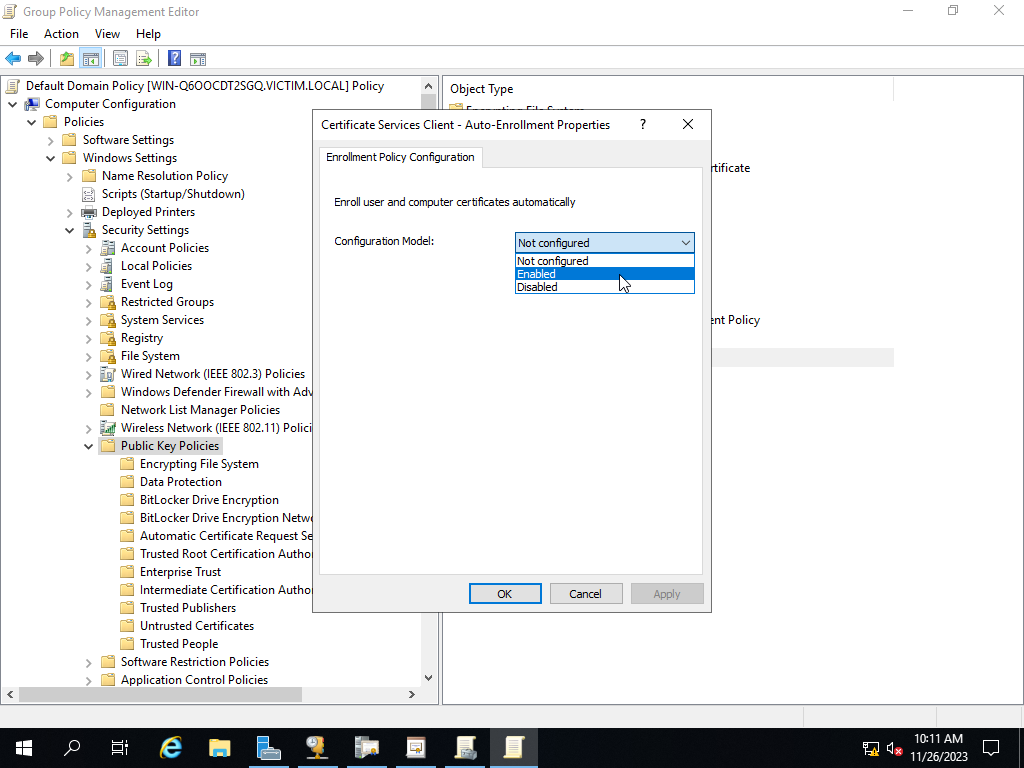 Group Policy Management Editor
File Action View Help
Default Domain Policy [WIN-Q6OOCDT2SGQ.VICTIM.LOCAL] Policy
Computer Configuration
Policies
Software Settings
Windows Settings
Name Resolution Policy
Scripts (Startup/Shutdown)
Deployed Printers
Security Settings
Account Policies
Local Policies
Event Log
Restricted Groups
System Services
Registry
File System
Wired Network (IEEE 802.3) Policies
Windows Defender Firewall with Adv
Network List Manager Policies
Wireless Network (IEEE 802.11) Polici
Public Key Policies
Encrypting File System
Data Protection
BitLocker Drive Encryption
BitLocker Drive Encryption Netwo
Automatic Certificate Request Se
Trusted Root Certification Autho
Enterprise Trust
Intermediate Certification Autho
Trusted Publishers
Untrusted Certificates
Trusted People
Software Restriction Policies
Application Control Policies
Object Type
Encrypting File System
rtificate
ent Policy
Certificate Services Client - Auto-Enrollment Properties
?
Enrollment Policy Configuration
Enroll user and computer certificates automatically
Configuration Model: Not configured
Not configured
Enabled
Disabled
OK Cancel Apply
10:11 AM
11/26/2023